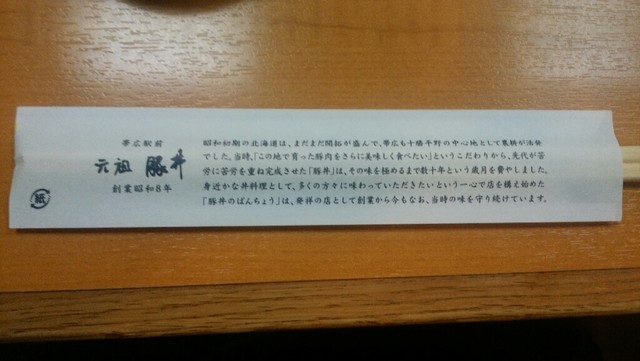 帯広駅前
元祖 豚丼
創業昭和8年
紙
昭和初期の北海道は、まだまだ開拓が盛んで、帯広も十勝平野の中心地として農耕が活発
でした。当時、「この地で育った豚肉をさらに美味しく食べたい」というこだわりから、先代が苦
労に苦労を重ね完成させた「豚丼」は、その味を極めるまで数十年という歳月を費やしました。
身近かな丼料理として、多くの方々に味わっていただきたいという一心で店を構え始めた
「豚丼のぱんちょう」は、発祥の店として創業から今もなお、当時の味を守り続けています。